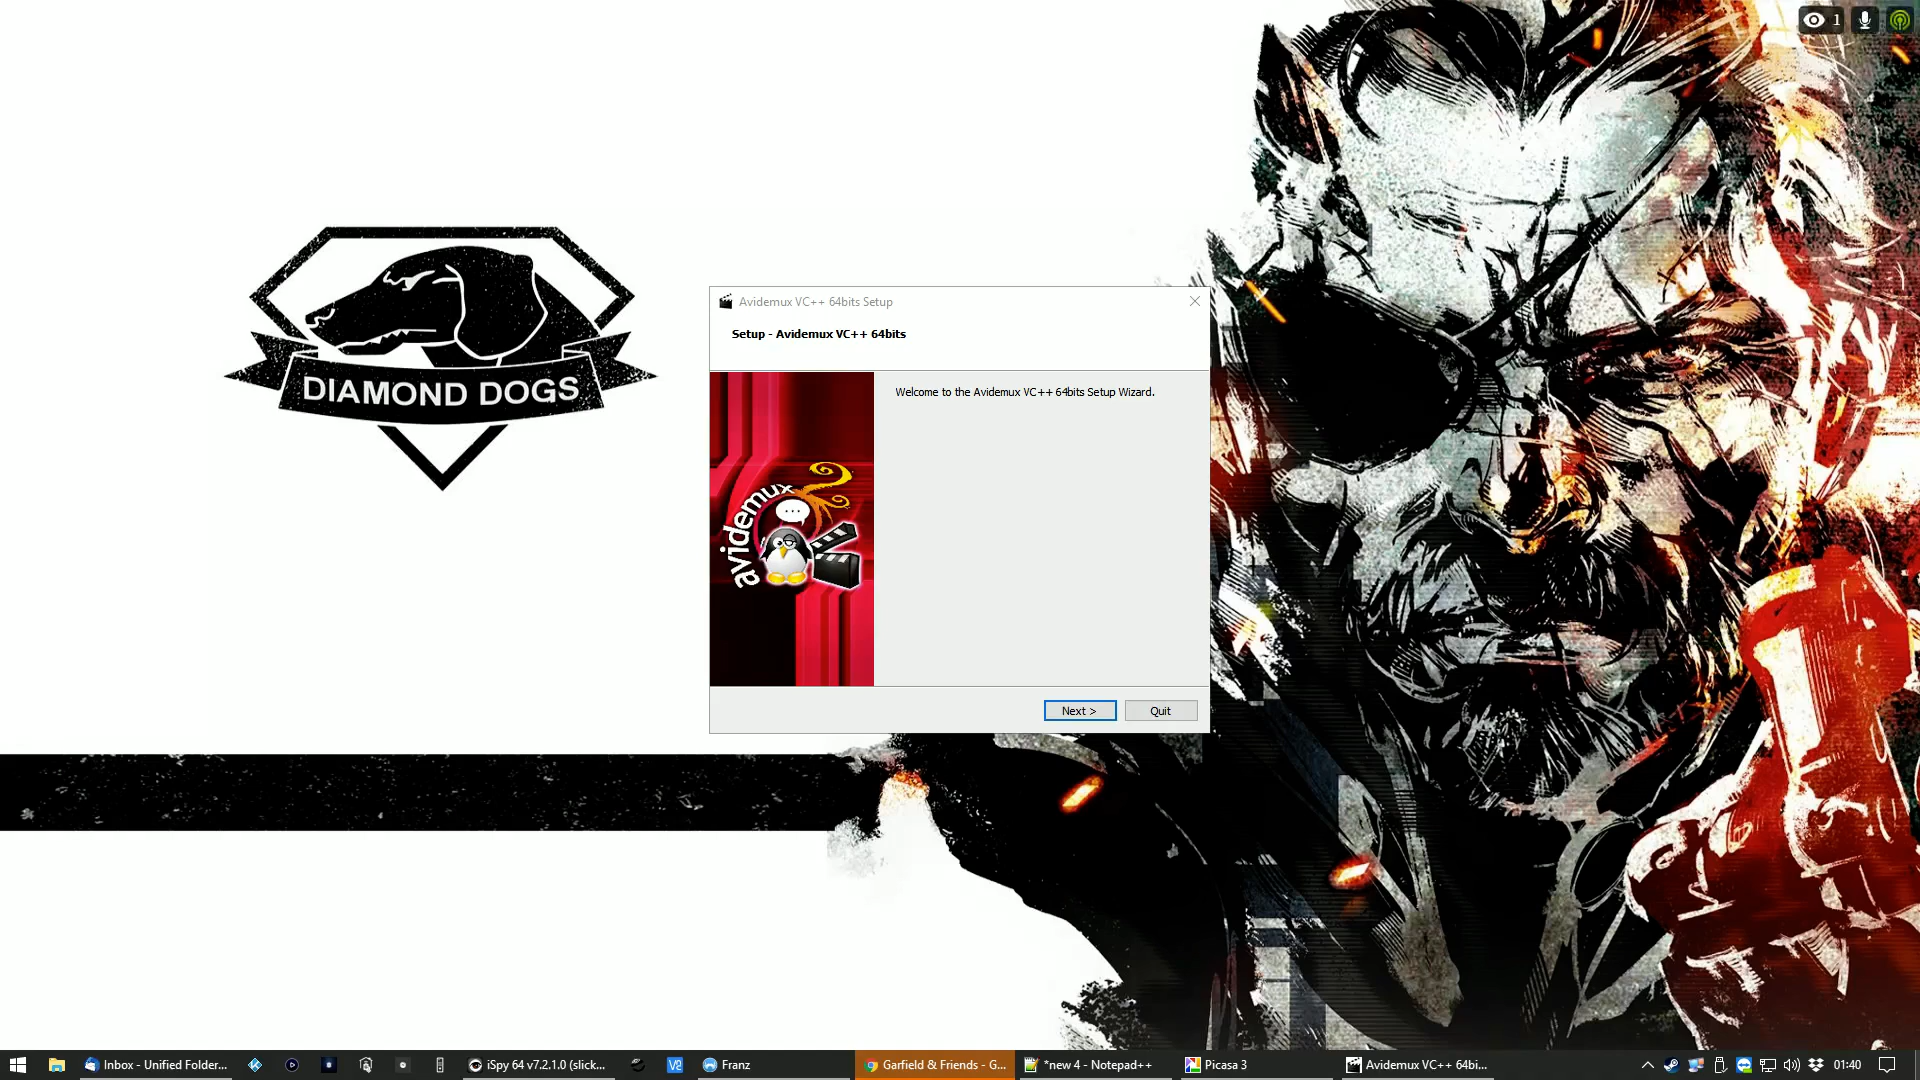 1
DIAMOND DOGS
Avidemux VC++ 64bits Setup
Setup - Avidemux VC++ 64bits
Welcome to the Avidemux VC++ 64bits Setup Wizard.
avidemux
...
Next >
Quit
Inbox - Unified Folder...
iSpy 64 v7.2.1.0 (slick...
Franz
Garfield & Friends - G...
*new 4 - Notepad++
Picasa 3
Avidemux VC++ 64bi...
01:40